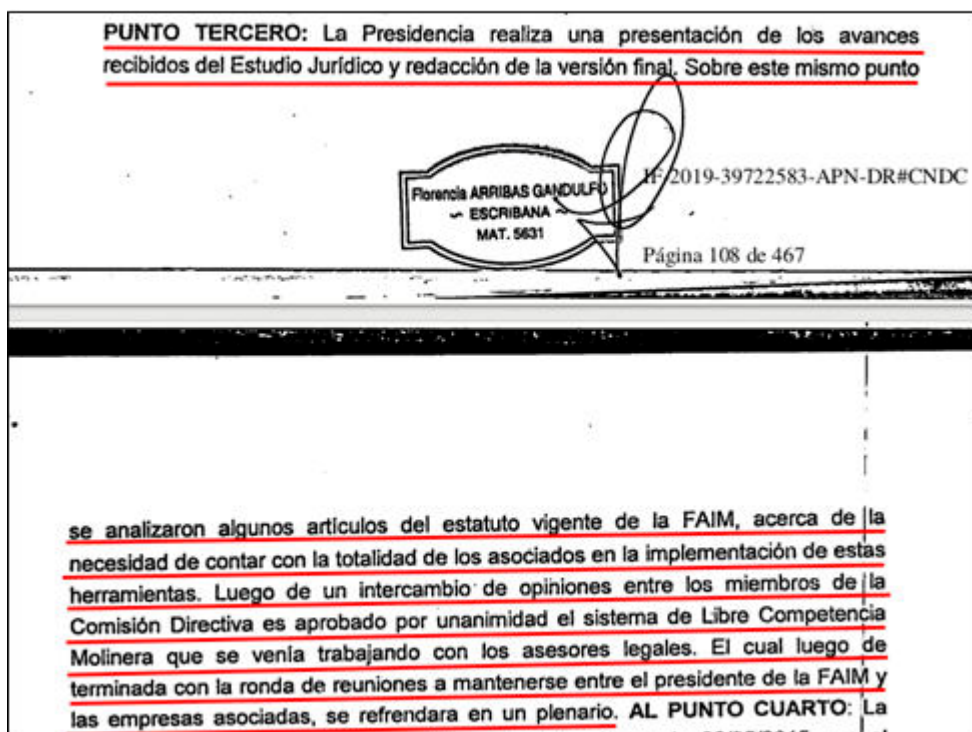 PUNTO TERCERO: La Presidencia realiza una presentación de los avances
recibidos del Estudio Jurídico y redacción de la versión final. Sobre este mismo punto
Florencia ARRIBAS GANDULFO
~ ESCRIBANA ~
MAT. 5631
IF-2019-39722583-APN-DR#CNDC
Página 108 de 467
se analizaron algunos artículos del estatuto vigente de la FAIM, acerca de la
necesidad de contar con la totalidad de los asociados en la implementación de estas
herramientas. Luego de un intercambio de opiniones entre los miembros de la
Comisión Directiva es aprobado por unanimidad el sistema de Libre Competencia
Molinera que se venía trabajando con los asesores legales. El cual luego de
terminada con la ronda de reuniones a mantenerse entre el presidente de la FAIM y
las empresas asociadas, se refrendara en un plenario. AL PUNTO CUARTO: La